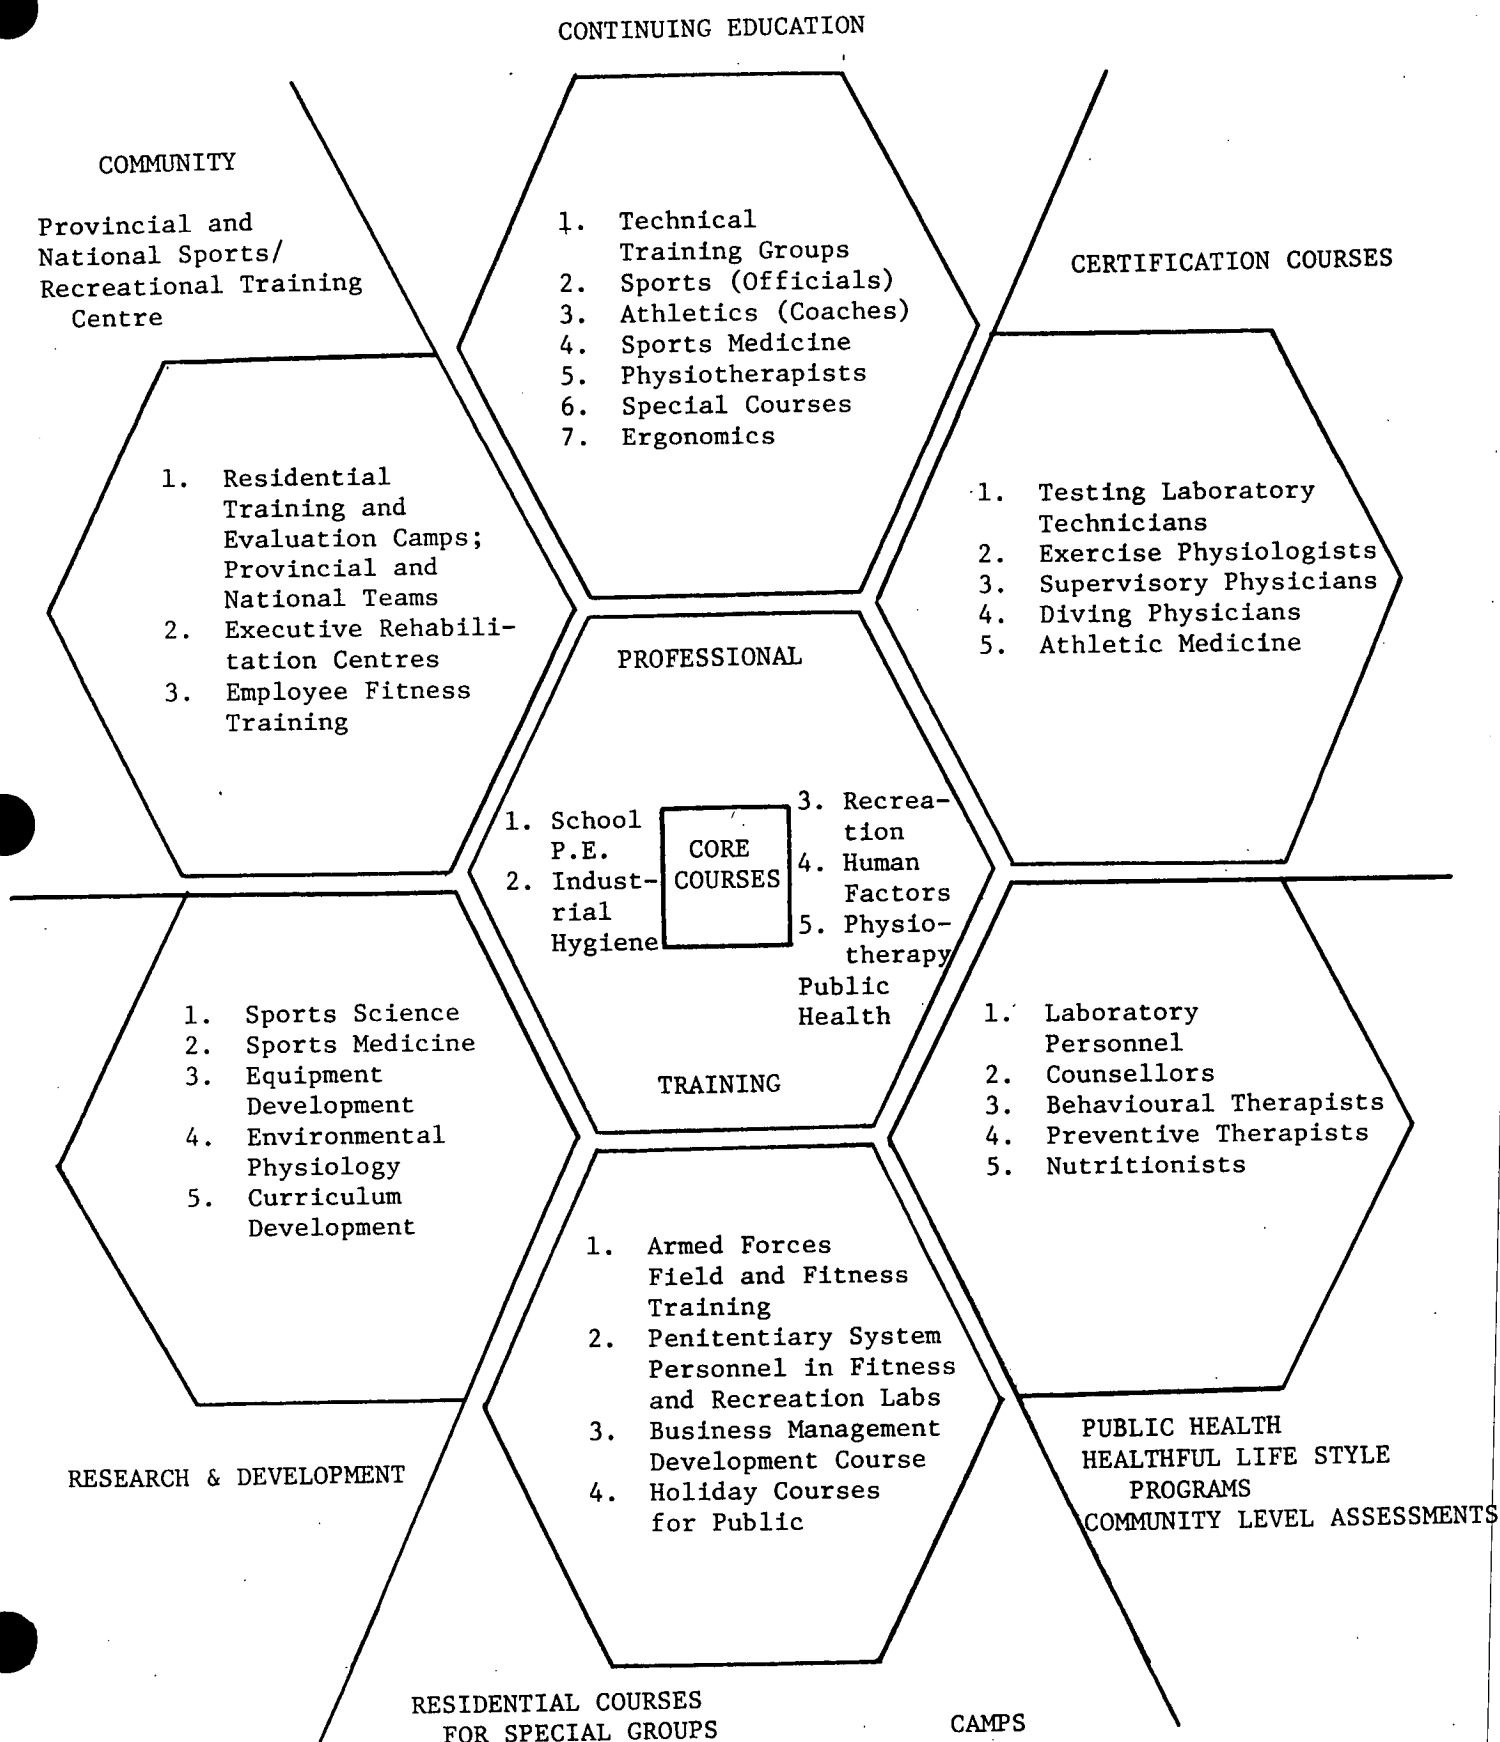 CONTINUING EDUCATION
COMMUNITY
Provincial and
National Sports/
Recreational Training
Centre
1. Technical
Training Groups
2. Sports (Officials)
3. Athletics (Coaches)
4. Sports Medicine
5. Physiotherapists
6. Special Courses
7. Ergonomics
CERTIFICATION COURSES
1. Residential
Training and
Evaluation Camps;
Provincial and
National Teams
2. Executive Rehabili-
tation Centres
3. Employee Fitness
Training
1. Testing Laboratory
Technicians
2. Exercise Physiologists
3. Supervisory Physicians
4. Diving Physicians
5. Athletic Medicine
PROFESSIONAL
1. School
P.E.
2. Indust-
rial
Hygiene
CORE
COURSES
3. Recrea-
tion
4. Human
Factors
5. Physio-
therapy
Public
Health
TRAINING
1. Sports Science
2. Sports Medicine
3. Equipment
Development
4. Environmental
Physiology
5. Curriculum
Development
1. Laboratory
Personnel
2. Counsellors
3. Behavioural Therapists
4. Preventive Therapists
5. Nutritionists
1. Armed Forces
Field and Fitness
Training
2. Penitentiary System
Personnel in Fitness
and Recreation Labs
3. Business Management
Development Course
4. Holiday Courses
for Public
RESEARCH & DEVELOPMENT
PUBLIC HEALTH
HEALTHFUL LIFE STYLE
PROGRAMS
COMMUNITY LEVEL ASSESSMENTS
RESIDENTIAL COURSES
FOR SPECIAL GROUPS
CAMPS